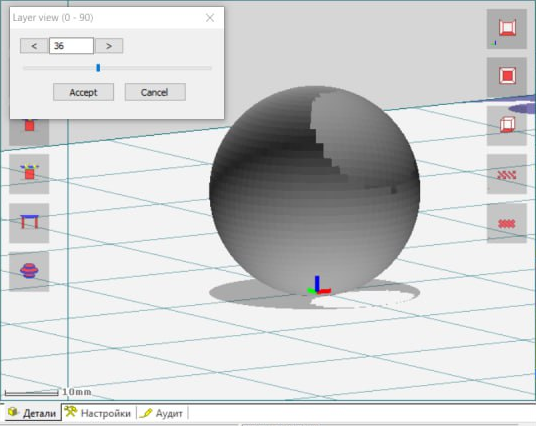 Layer view (0 - 90)
< 36 >
Accept Cancel
10mm
Детали Настройки Аудит